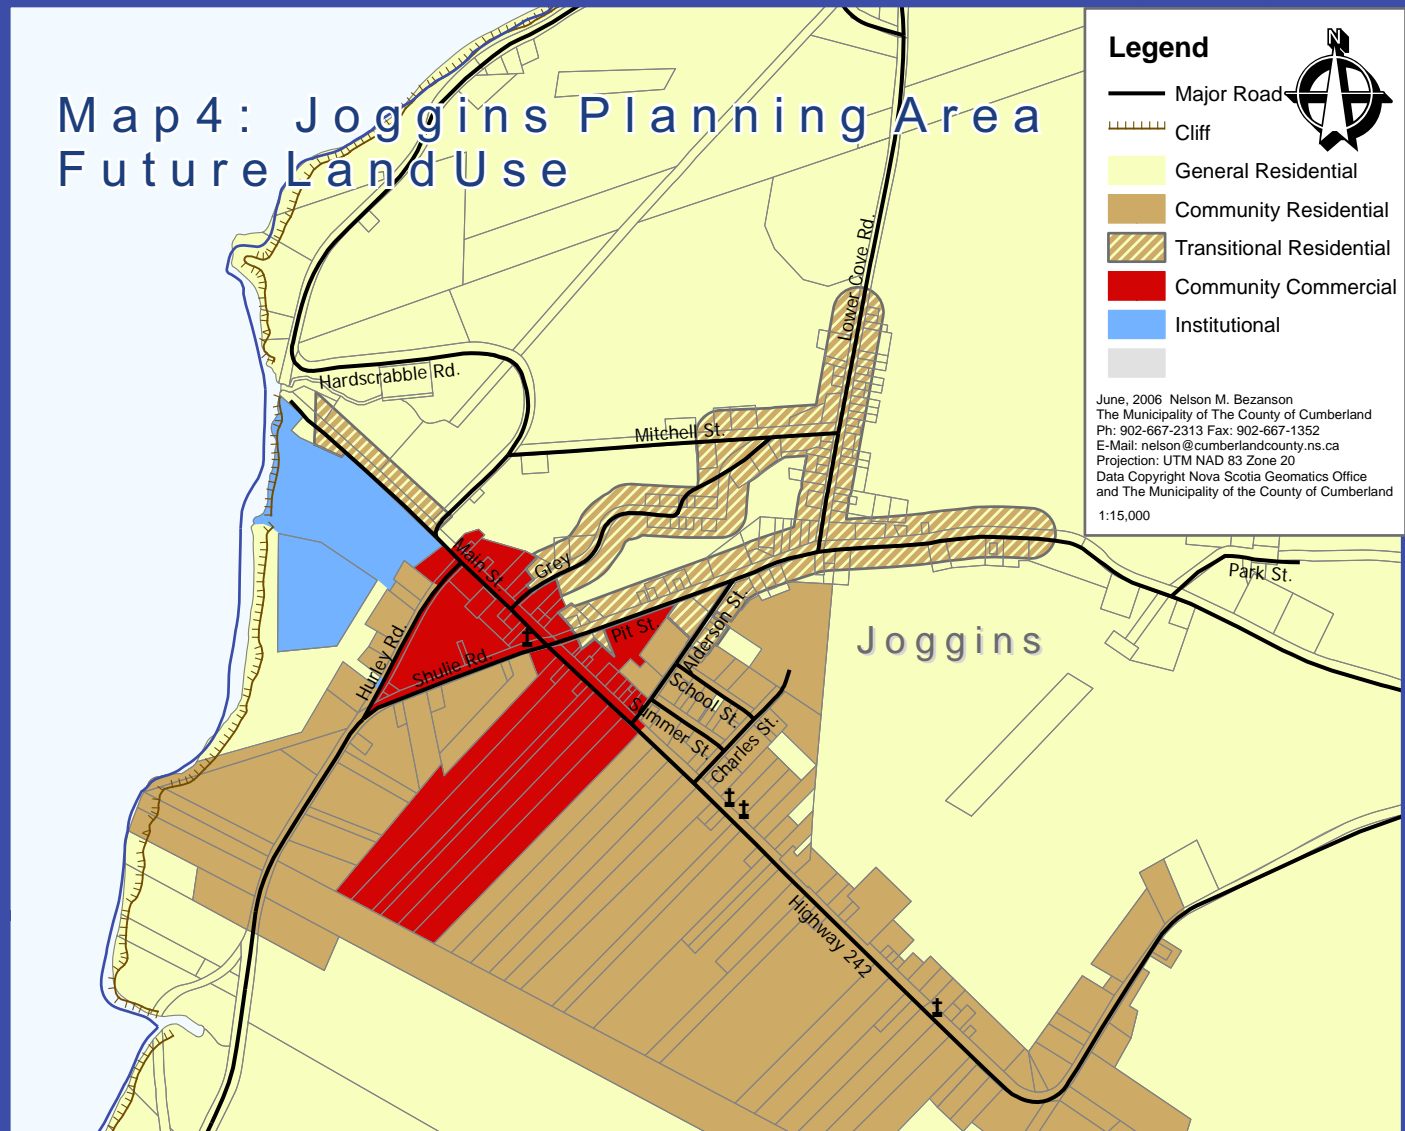 Map4: Joggins Planning Area
FutureLandUse
Legend
N
Major Road
Cliff
General Residential
Community Residential
Transitional Residential
Community Commercial
Institutional
June, 2006 Nelson M. Bezanson
The Municipality of The County of Cumberland
Ph: 902-667-2313 Fax: 902-667-1352
E-Mail: nelson@cumberlandcounty.ns.ca
Projection: UTM NAD 83 Zone 20
Data Copyright Nova Scotia Geomatics Office
and The Municipality of the County of Cumberland
1:15,000
Lower Cove Rd.
Hardscrabble Rd.
Mitchell St.
Main St.
Grey
Park St.
Pit St.
Alderson St.
Joggins
Hurley Rd.
Shulie Rd.
School St.
Summer St.
Charles St.
Highway 242